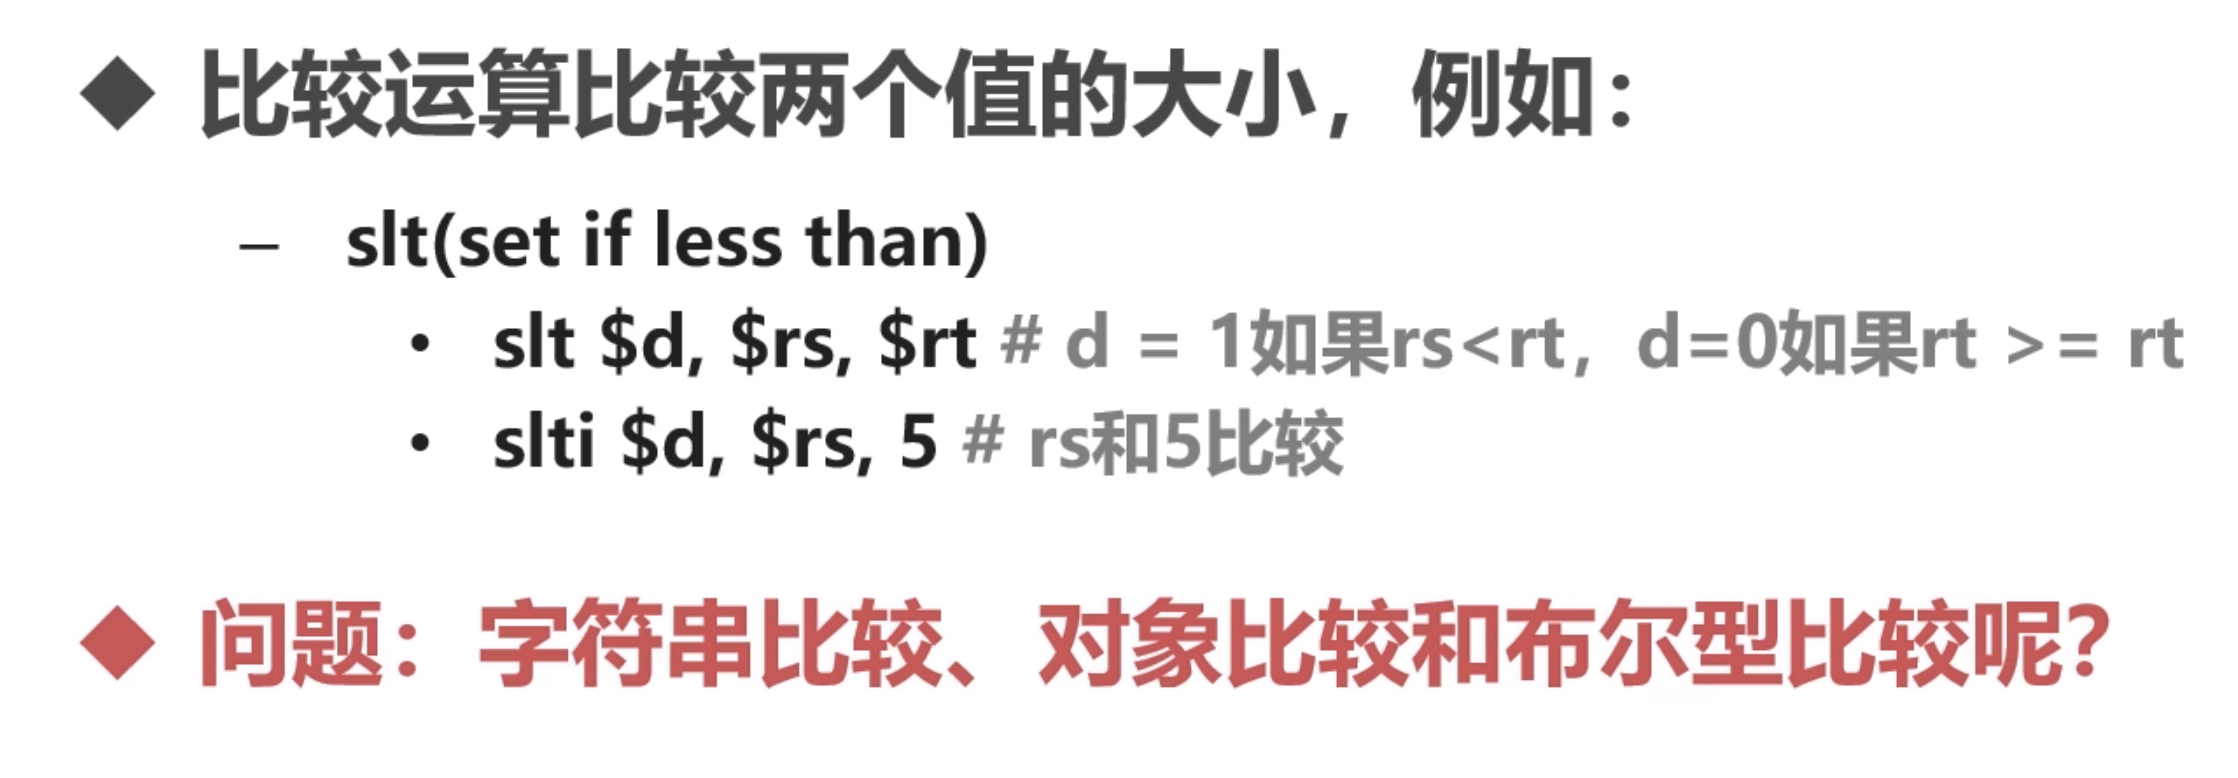 ◆ 比较运算比较两个值的大小，例如：
– slt(set if less than)
• slt $d, $rs, $rt # d = 1如果rs<rt，d=0如果rt >= rt
• slti $d, $rs, 5 # rs和5比较
◆ 问题：字符串比较、对象比较和布尔型比较呢？